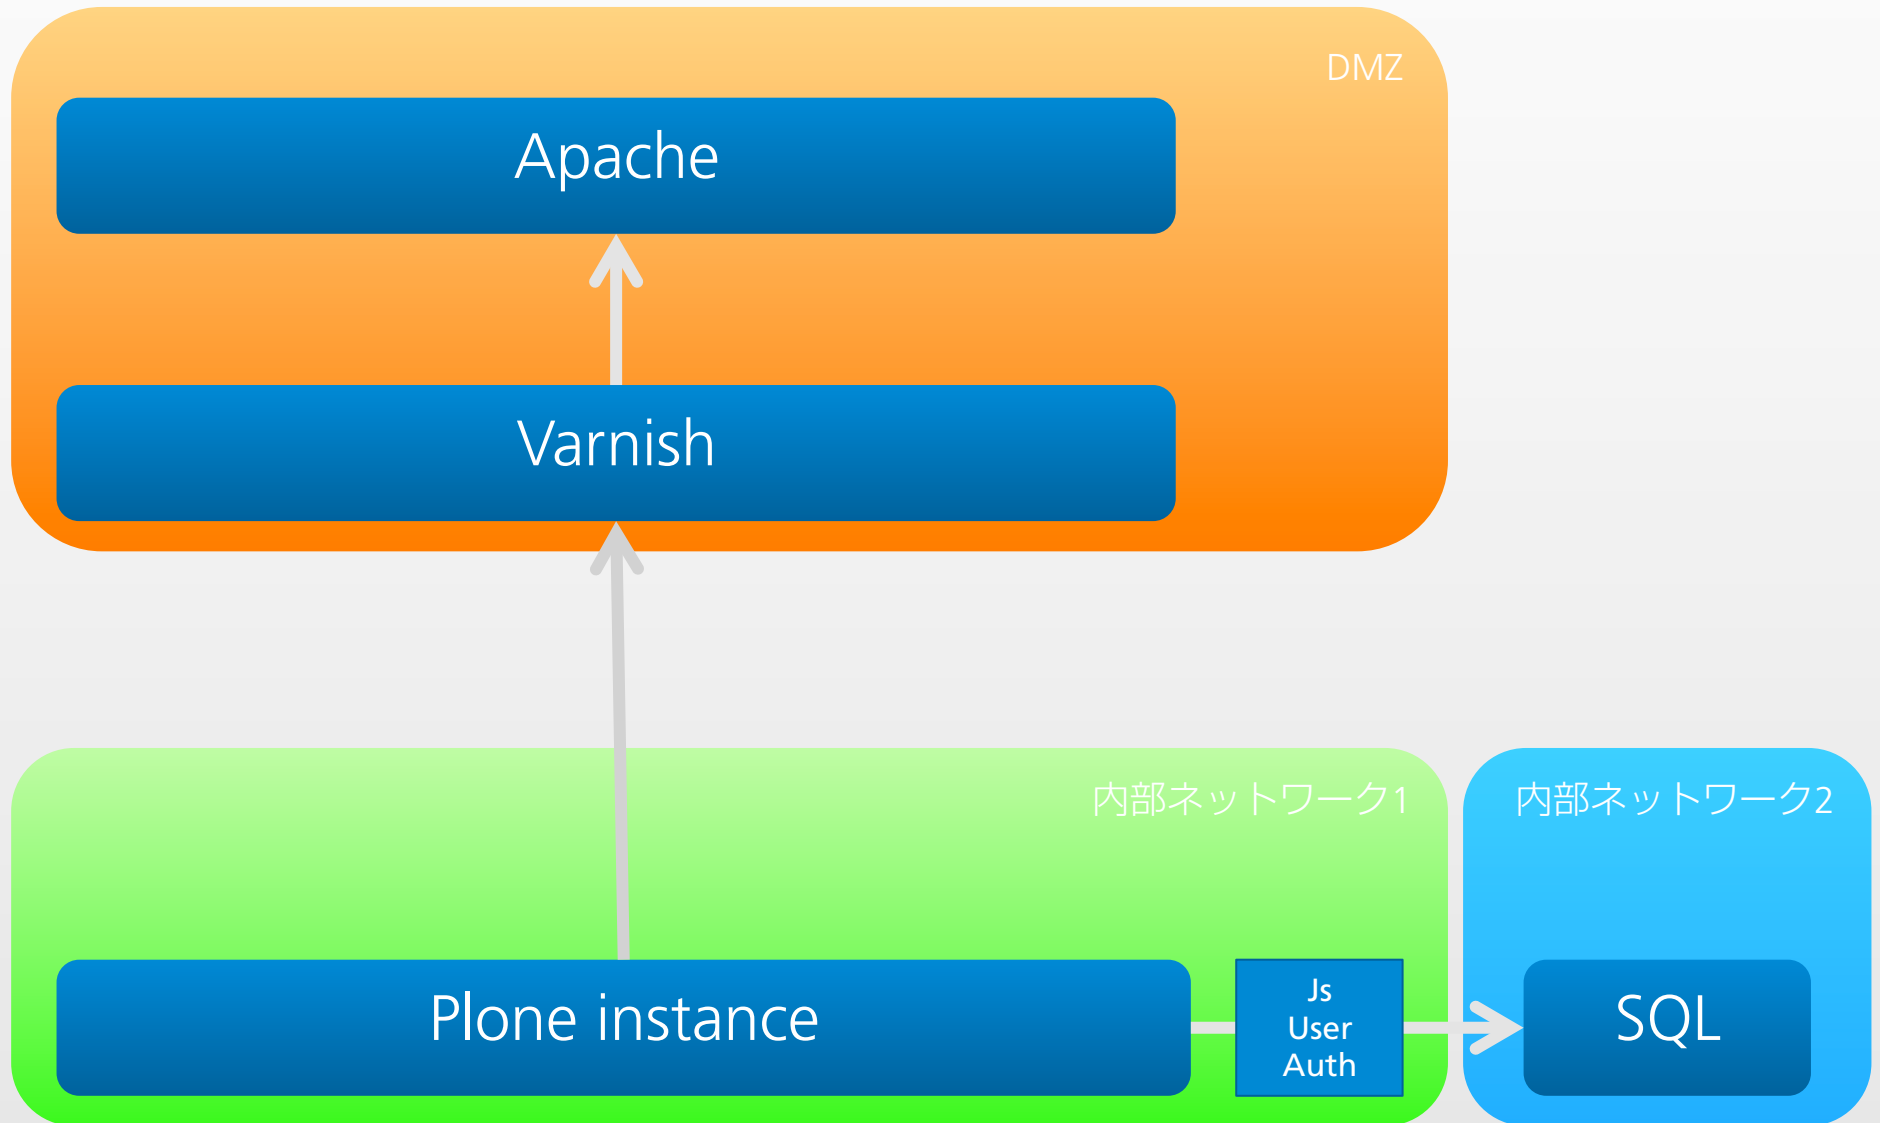 DMZ
Apache
Varnish
内部ネットワーク1
内部ネットワーク2
Plone instance
Js
User
Auth
SQL